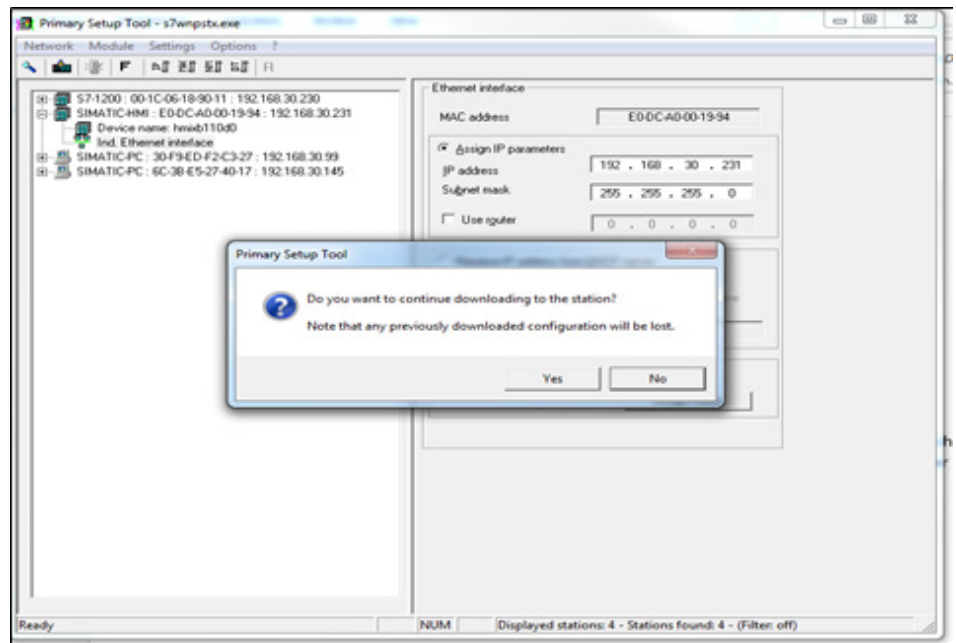 Primary Setup Tool - s7wnpstx.exe
Network Module Settings Options ?
F R
S7-1200 : 00-1C-06-18-90-11 : 192.168.30.230
SIMATIC-HMI : E0-DC-A0-00-19-94 : 192.168.30.231
Device name: hmixb110d0
Ind. Ethernet interface
SIMATIC-PC : 30-F9-ED-F2-C3-27 : 192.168.30.99
SIMATIC-PC : 6C-3B-E5-27-40-17 : 192.168.30.145
Ethernet interface
MAC address E0-DC-A0-00-19-94
Assign IP parameters
IP address 192 . 168 . 30 . 231
Subnet mask 255 . 255 . 255 . 0
Use router 0 . 0 . 0 . 0
Primary Setup Tool
Do you want to continue downloading to the station?
Note that any previously downloaded configuration will be lost.
Yes No
Ready NUM Displayed stations: 4 - Stations found: 4 - (Filter: off)